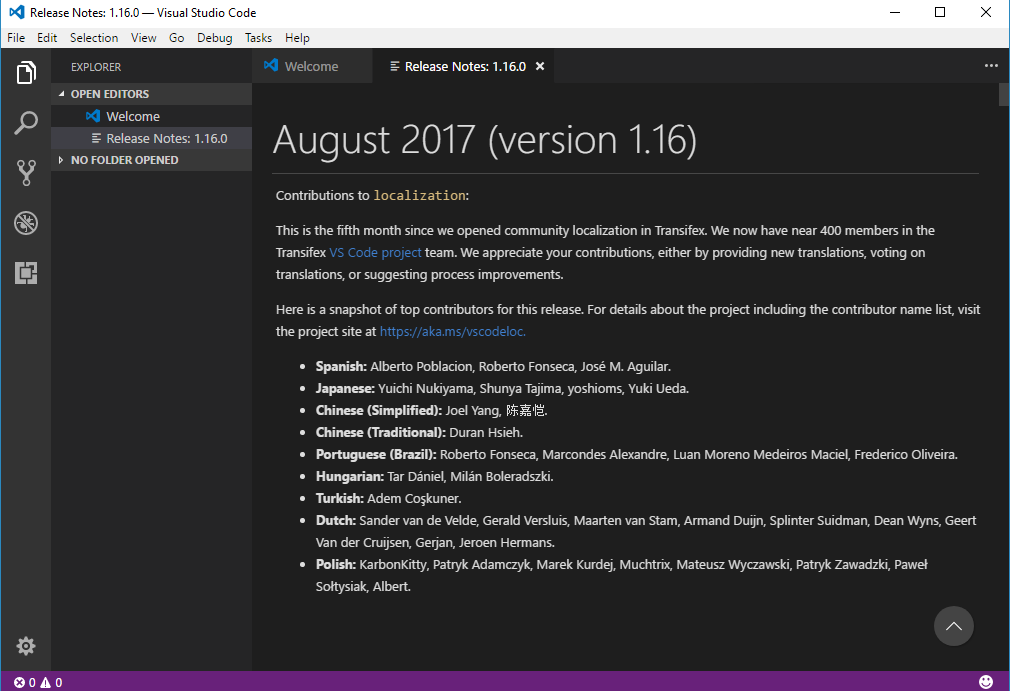 Release Notes: 1.16.0 — Visual Studio Code
File Edit Selection View Go Debug Tasks Help
EXPLORER
OPEN EDITORS
Welcome
Release Notes: 1.16.0
NO FOLDER OPENED
Welcome
Release Notes: 1.16.0
August 2017 (version 1.16)
Contributions to localization:
This is the fifth month since we opened community localization in Transifex. We now have near 400 members in the
Transifex VS Code project team. We appreciate your contributions, either by providing new translations, voting on
translations, or suggesting process improvements.
Here is a snapshot of top contributors for this release. For details about the project including the contributor name list, visit
the project site at https://aka.ms/vscodeloc.
• Spanish: Alberto Poblacion, Roberto Fonseca, José M. Aguilar.
• Japanese: Yuichi Nukiyama, Shunya Tajima, yoshioms, Yuki Ueda.
• Chinese (Simplified): Joel Yang, 陈嘉恺.
• Chinese (Traditional): Duran Hsieh.
• Portuguese (Brazil): Roberto Fonseca, Marcondes Alexandre, Luan Moreno Medeiros Maciel, Frederico Oliveira.
• Hungarian: Tar Dániel, Milán Boleradszki.
• Turkish: Adem Coşkuner.
• Dutch: Sander van de Velde, Gerald Versluis, Maarten van Stam, Armand Duijn, Splinter Suidman, Dean Wyns, Geert
Van der Cruijsen, Gerjan, Jeroen Hermans.
• Polish: KarbonKitty, Patryk Adamczyk, Marek Kurdej, Muchtrix, Mateusz Wyczawski, Patryk Zawadzki, Paweł
Sołtysiak, Albert.
0 0